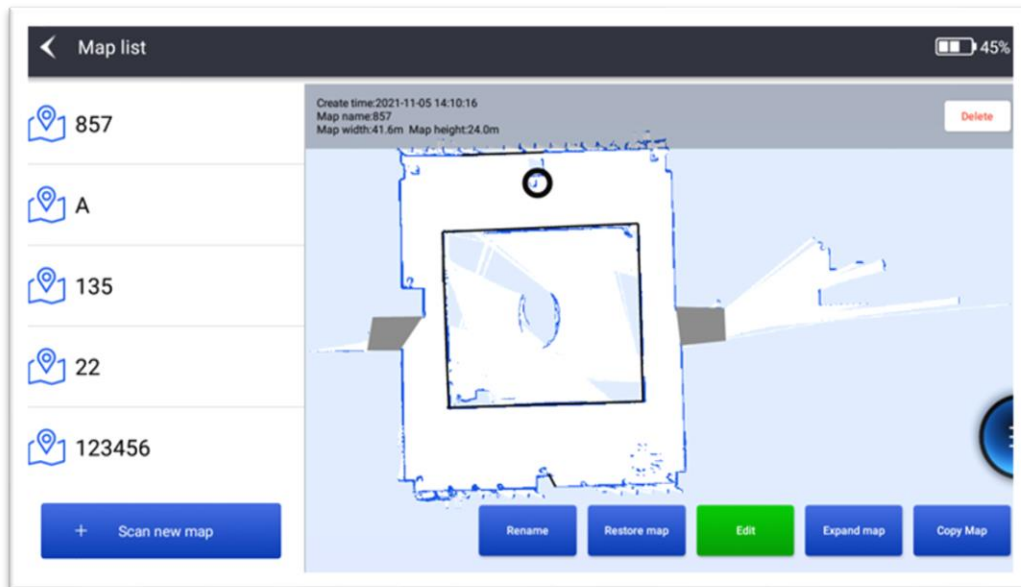 Map list
45%
857
A
135
22
123456
+ Scan new map
Create time:2021-11-05 14:10:16
Map name:857
Map width:41.6m Map height:24.0m
Delete
Rename
Restore map
Edit
Expand map
Copy Map